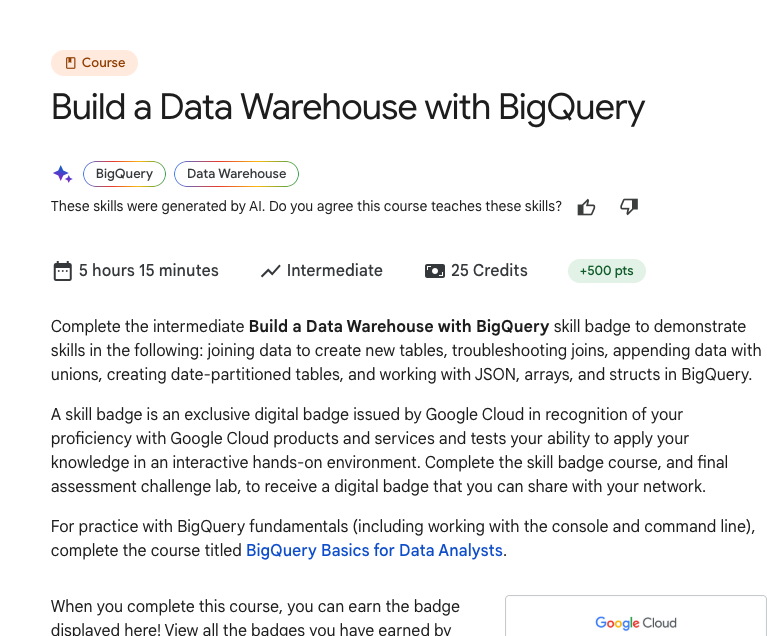 Course
Build a Data Warehouse with BigQuery
BigQuery
Data Warehouse
These skills were generated by AI. Do you agree this course teaches these skills?
5 hours 15 minutes
Intermediate
25 Credits
+500 pts
Complete the intermediate Build a Data Warehouse with BigQuery skill badge to demonstrate
skills in the following: joining data to create new tables, troubleshooting joins, appending data with
unions, creating date-partitioned tables, and working with JSON, arrays, and structs in BigQuery.
A skill badge is an exclusive digital badge issued by Google Cloud in recognition of your
proficiency with Google Cloud products and services and tests your ability to apply your
knowledge in an interactive hands-on environment. Complete the skill badge course, and final
assessment challenge lab, to receive a digital badge that you can share with your network.
For practice with BigQuery fundamentals (including working with the console and command line),
complete the course titled BigQuery Basics for Data Analysts.
When you complete this course, you can earn the badge
displayed here! View all the badges you have earned by
Google Cloud